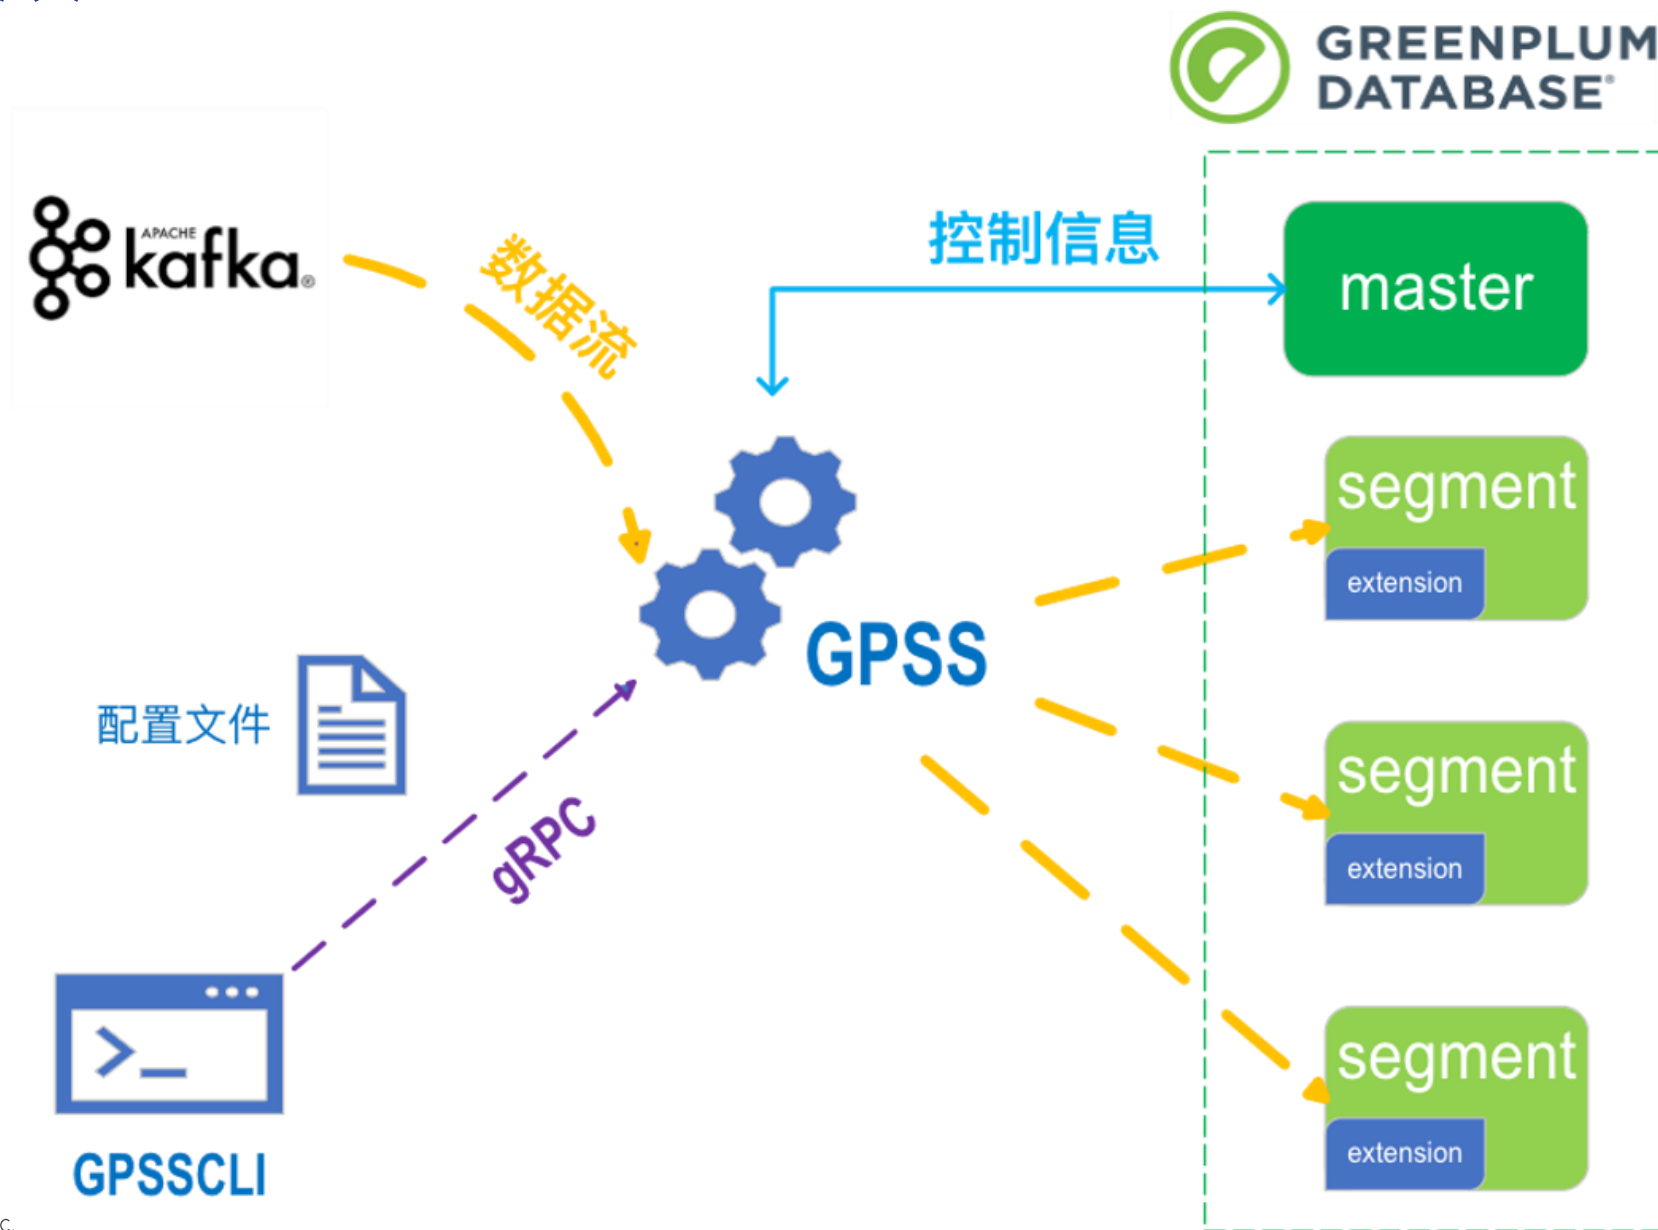 GREENPLUM
DATABASE®
APACHE
kafka®
数据流
控制信息
master
segment
extension
GPSS
配置文件
segment
extension
gRPC
segment
extension
GPSSCLI
c.